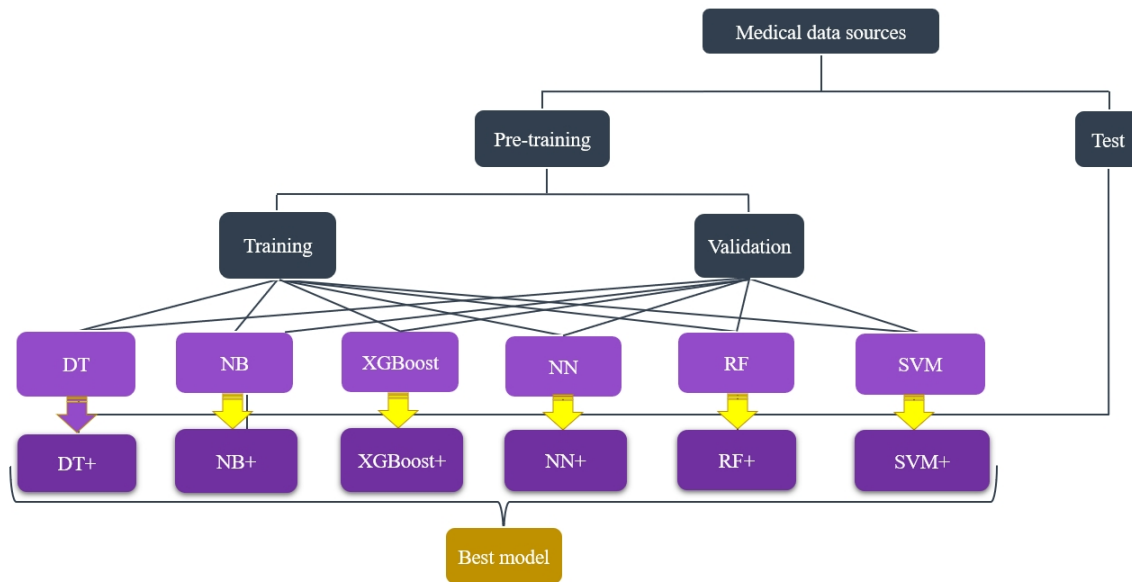 Medical data sources
Pre-training
Test
Training
Validation
DT
NB
XGBoost
NN
RF
SVM
DT+
NB+
XGBoost+
NN+
RF+
SVM+
Best model